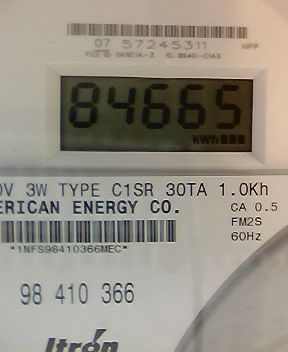 07 57245311
84665
kWh
0V 3W TYPE C1SR 30TA 1.0Kh
ERICAN ENERGY CO.
CA 0.5
FM2S
60Hz
*1NFS98410366MEC*
98 410 366
Itrón